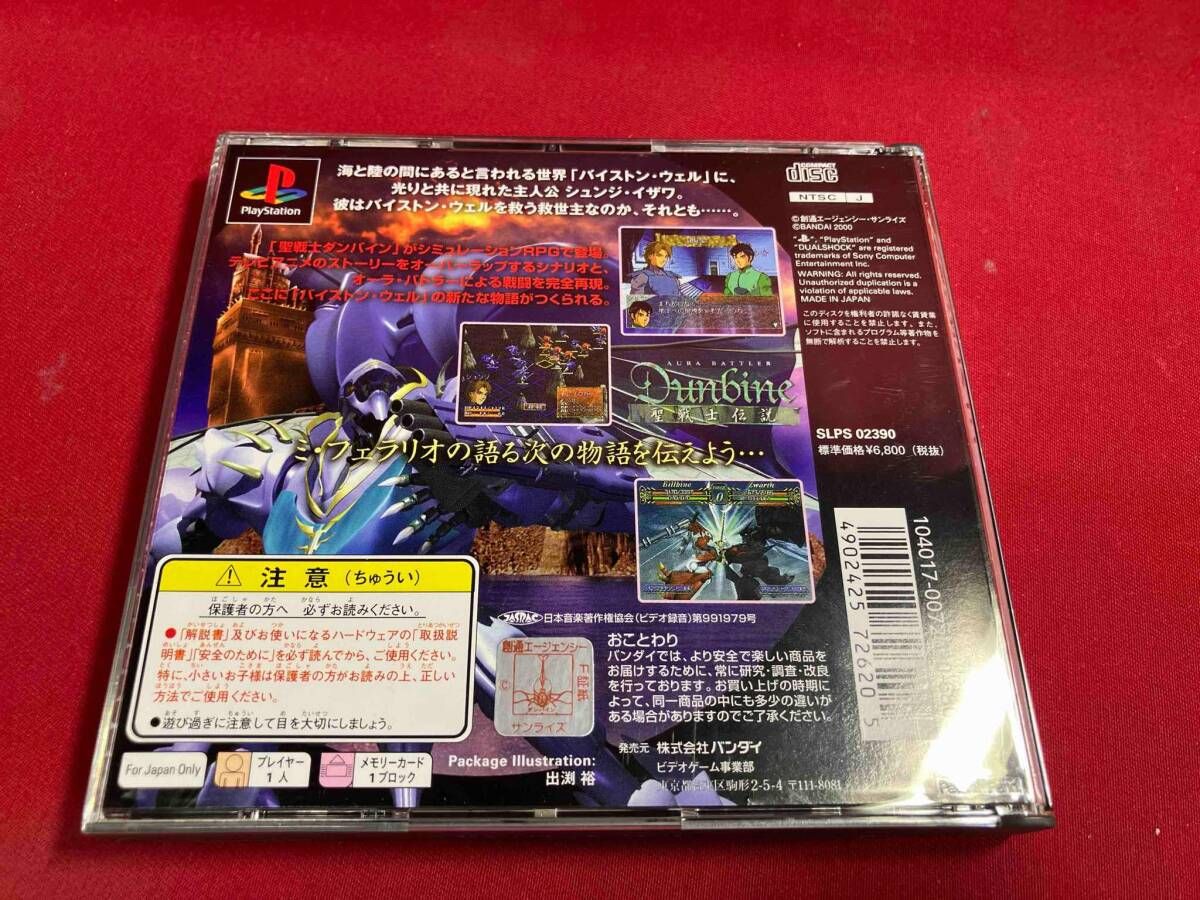 PlayStation
海と陸の間にあると言われる世界「バイストン・ウェル」に、
光りと共に現れた主人公 シュンジ・イザワ。
彼はバイストン・ウェルを救う救世主なのか、それとも……。
「聖戦士ダンバイン」がシミュレーションRPGで登場。
テレビアニメのストーリーをオーバーラップするシナリオと、
オーラ・バトラーによる戦闘を完全再現。
ここに「バイストン・ウェル」の新たな物語がつくられる。
シュンジ
AURA BATTLER
Dunbine
聖戦士伝説
ミ・フェラリオの語る次の物語を伝えよう…
Billbine
Zwarth
COMPACT
disc
NTSC J
©創通エージェンシー・サンライズ
©BANDAI 2000
"PlayStation" and
"DUALSHOCK" are registered
trademarks of Sony Computer
Entertainment Inc.
WARNING: All rights reserved.
Unauthorized duplication is a
violation of applicable laws.
MADE IN JAPAN
このディスクを権利者の許諾なく賃貸業
に使用することを禁止します。また、
ソフトに含まれるプログラム等著作物を
無断で解析することを禁止します。
SLPS 02390
標準価格¥6,800（税抜）
104017-00
4902425 72620 5
注意（ちゅうい）
保護者の方へ 必ずお読みください。
●「解説書」及びお使いになるハードウェアの「取扱説
明書」「安全のために」を必ず読んでから、ご使用ください。
特に、小さいお子様は保護者の方がお読みの上、正しい
方法でご使用ください。
●遊び過ぎに注意して目を大切にしましょう。
For Japan Only
プレイヤー
1人
メモリーカード
1ブロック
Package Illustration:
出渕 裕
JASRAC
日本音楽著作権協会(ビデオ録音)第991979号
創通エージェンシー
サンライズ
おことわり
バンダイでは、より安全で楽しい商品を
お届けするために、常に研究・調査・改良
を行っております。お買い上げの時期に
よって、同一商品の中にも多少の違いが
ある場合がありますのでご了承ください。
発売元 株式会社バンダイ
ビデオゲーム事業部
東京都台東区駒形2-5-4 〒111-8081